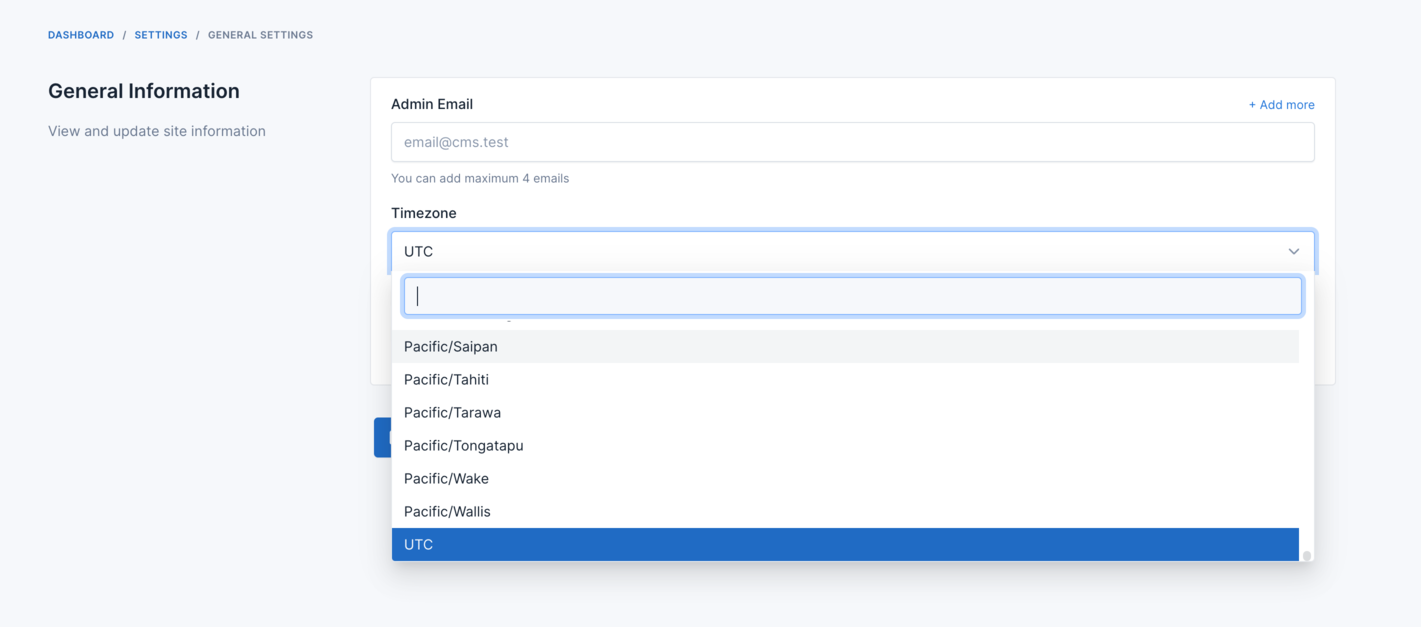 DASHBOARD / SETTINGS / GENERAL SETTINGS
General Information
View and update site information
Admin Email
+ Add more
email@cms.test
You can add maximum 4 emails
Timezone
UTC
Pacific/Saipan
Pacific/Tahiti
Pacific/Tarawa
Pacific/Tongatapu
Pacific/Wake
Pacific/Wallis
UTC